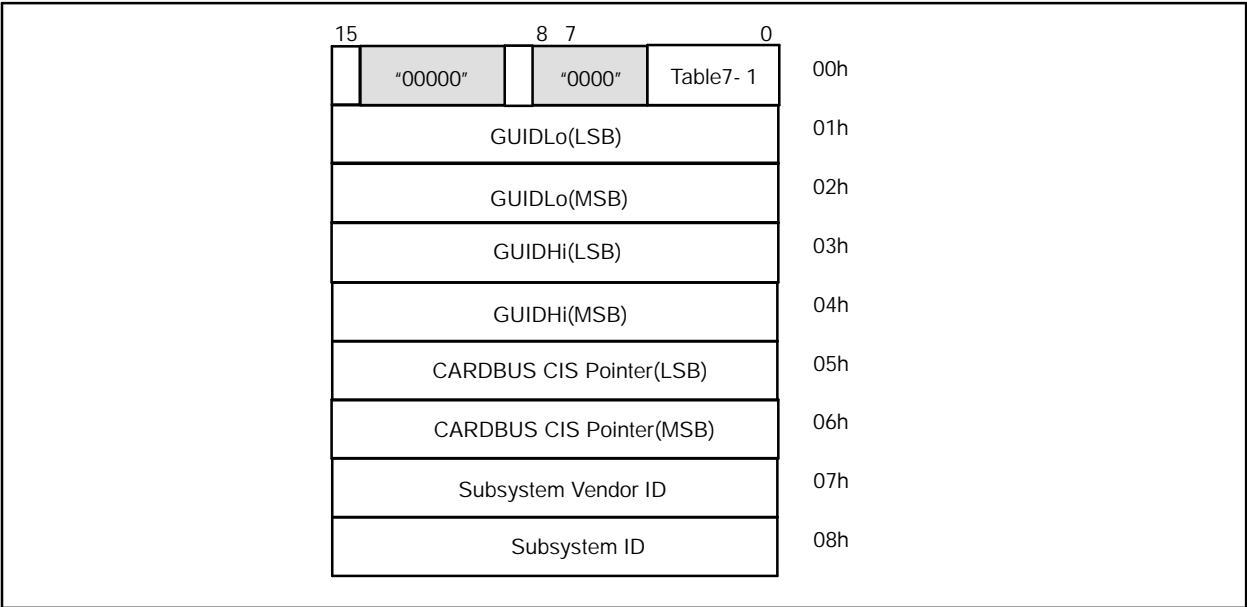 15 8 7 0
"00000" "0000" Table7- 1 00h
GUIDLo(LSB) 01h
GUIDLo(MSB) 02h
GUIDHi(LSB) 03h
GUIDHi(MSB) 04h
CARDBUS CIS Pointer(LSB) 05h
CARDBUS CIS Pointer(MSB) 06h
Subsystem Vendor ID 07h
Subsystem ID 08h